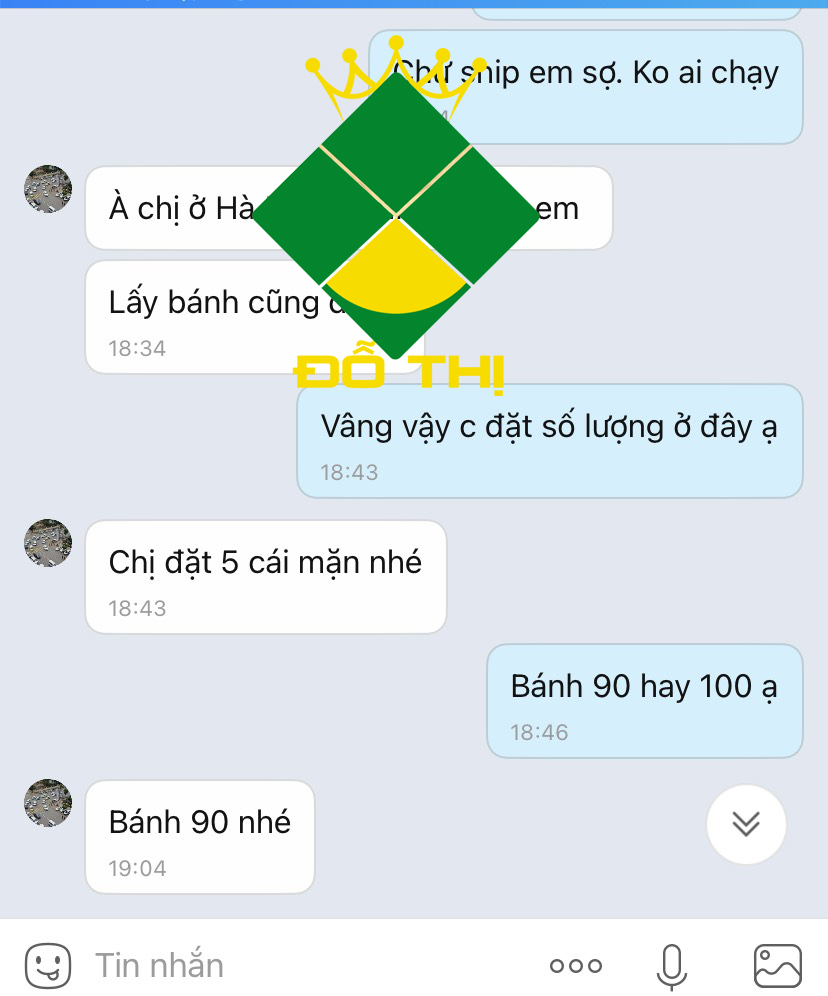 Chứ ship em sợ. Ko ai chạy
À chị ở Hà em
Lấy bánh cũng
18:34
ĐỖ THỊ
Vâng vậy c đặt số lượng ở đây ạ
18:43
Chị đặt 5 cái mặn nhé
18:43
Bánh 90 hay 100 ạ
18:46
Bánh 90 nhé
19:04
Tin nhắn